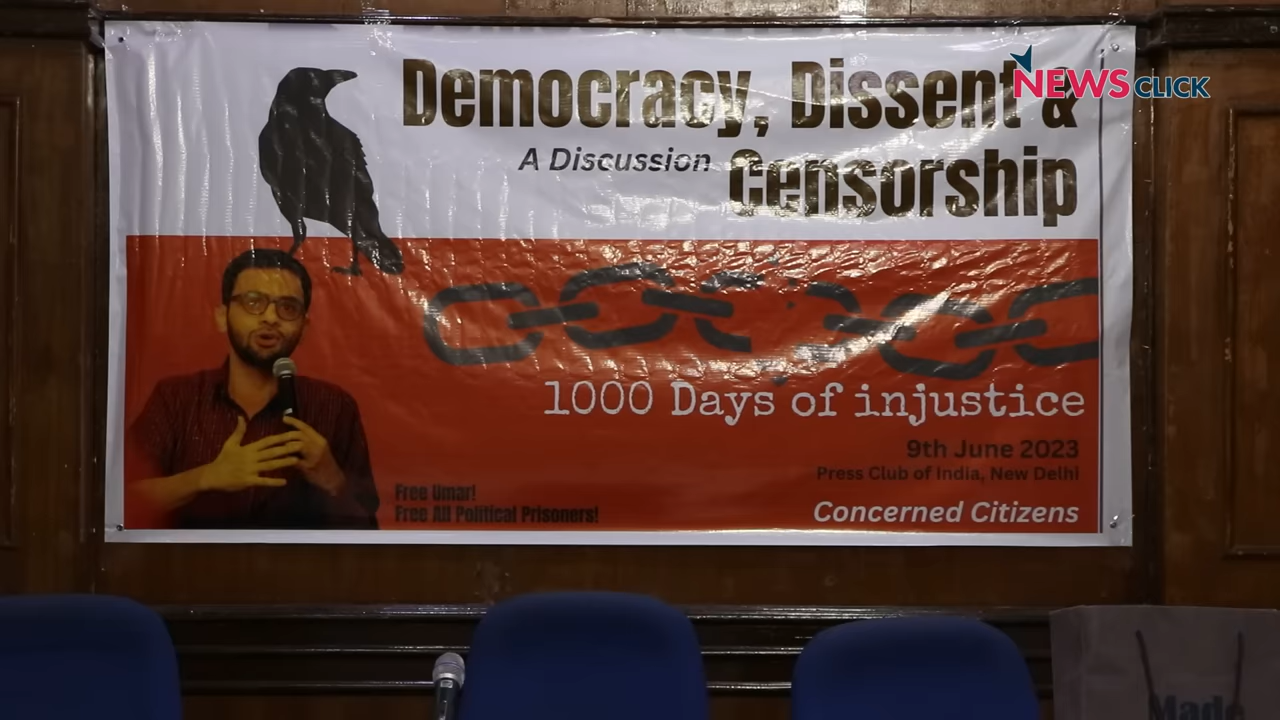 NEWSCLICK
Democracy, Dissent &
A Discussion
Censorship
1000 Days of injustice
9th June 2023
Press Club of India, New Delhi
Free Umar!
Free All Political Prisoners!
Concerned Citizens
Made